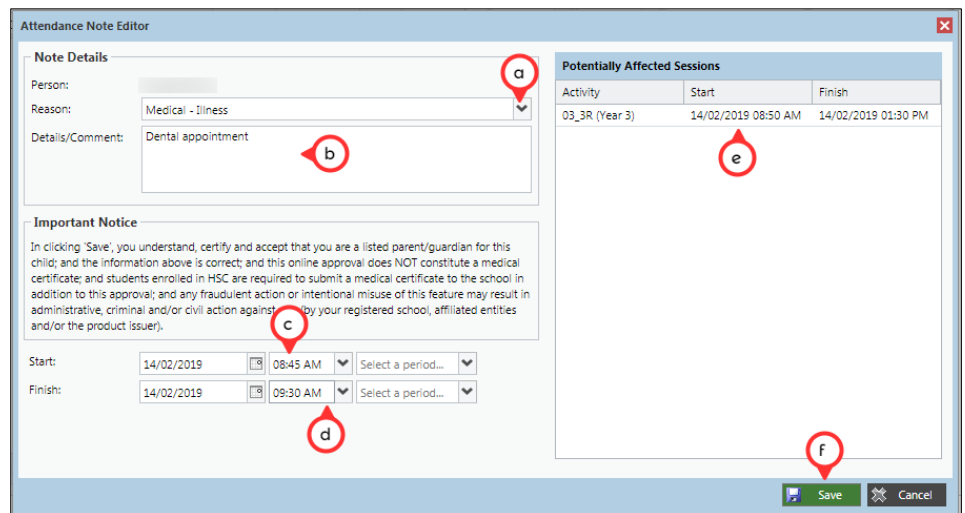 Attendance Note Editor
Note Details
Person:
a
Reason:
Medical - Illness
Details/Comment:
Dental appointment
b
Important Notice
In clicking 'Save', you understand, certify and accept that you are a listed parent/guardian for this
child; and the information above is correct; and this online approval does NOT constitute a medical
certificate; and students enrolled in HSC are required to submit a medical certificate to the school in
addition to this approval; and any fraudulent action or intentional misuse of this feature may result in
administrative, criminal and/or civil action against (by your registered school, affiliated entities
and/or the product issuer).
c
Start:
14/02/2019 08:45 AM Select a period...
Finish:
14/02/2019 09:30 AM Select a period...
d
Potentially Affected Sessions
Activity Start Finish
03_3R (Year 3) 14/02/2019 08:50 AM 14/02/2019 01:30 PM
e
f
Save Cancel